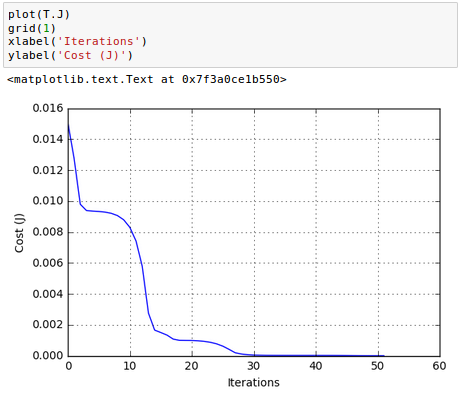 plot(T.J)
grid(1)
xlabel('Iterations')
ylabel('Cost (J)')
<matplotlib.text.Text at 0x7f3a0ce1b550>
0.016
0.014
0.012
0.010
0.008
0.006
0.004
0.002
0.000
Cost (J)
0 10 20 30 40 50 60
Iterations